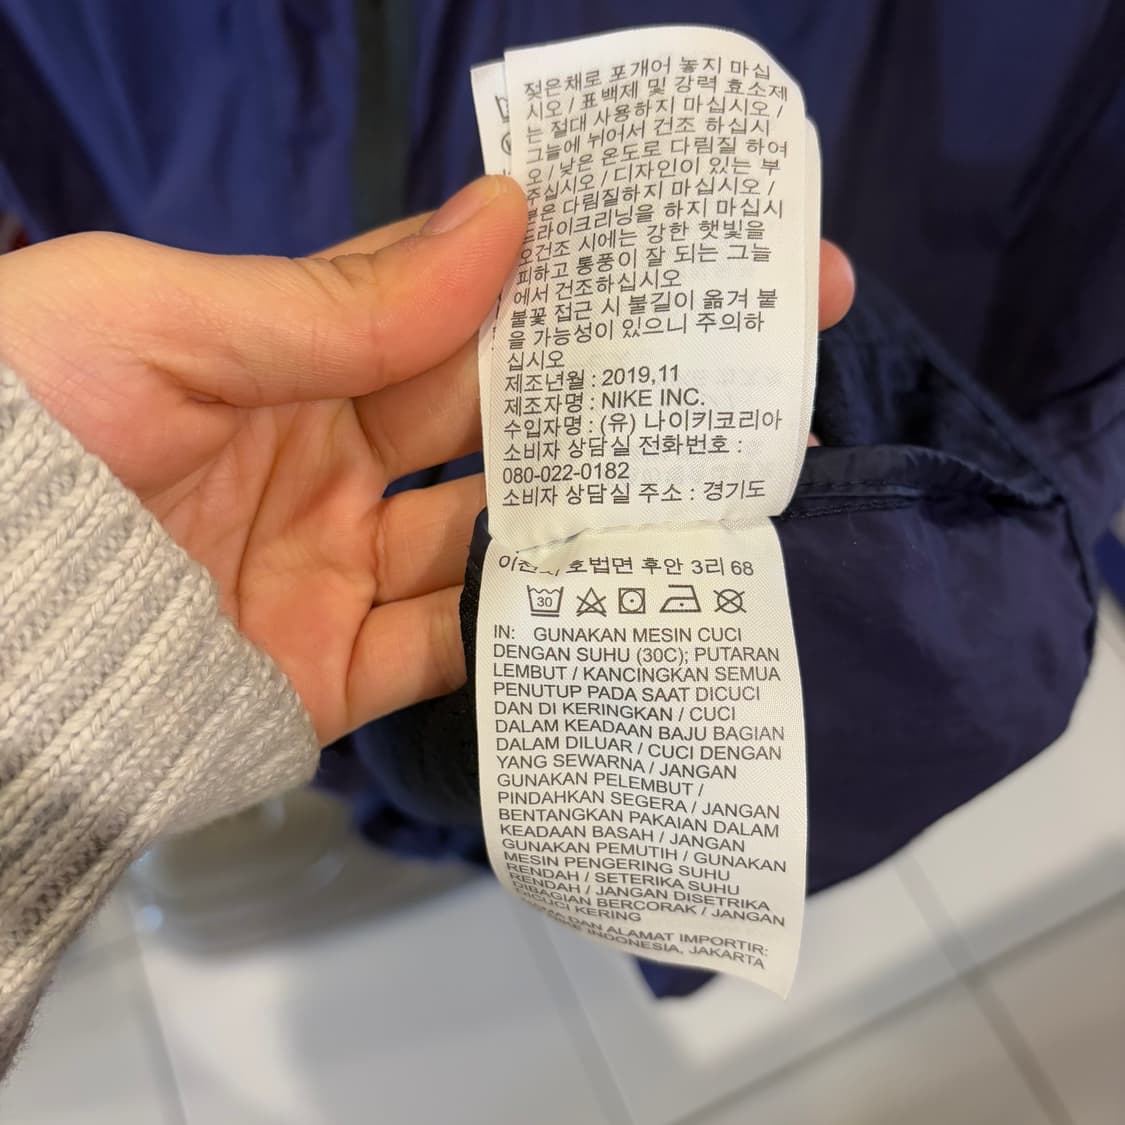 젖은채로 포개어 놓지 마십
시오 / 표백제 및 강력 효소제
는 절대 사용하지 마십시오 /
그늘에 뉘어서 건조 하십시
오 / 낮은 온도로 다림질 하여
주십시오 / 디자인이 있는 부
분은 다림질하지 마십시오 /
드라이크리닝을 하지 마십시
오건조 시에는 강한 햇빛을
피하고 통풍이 잘 되는 그늘
에서 건조하십시오
불꽃 접근 시 불길이 옮겨 붙
을 가능성이 있으니 주의하
십시오
제조년월 : 2019,11
제조자명 : NIKE INC.
수입자명 : (유) 나이키코리아
소비자 상담실 전화번호 :
080-022-0182
소비자 상담실 주소 : 경기도
호법면 후안 3리 68
30
IN: GUNAKAN MESIN CUCI
DENGAN SUHU (30C); PUTARAN
LEMBUT / KANCINGKAN SEMUA
PENUTUP PADA SAAT DICUCI
DAN DI KERINGKAN / CUCI
DALAM KEADAAN BAJU BAGIAN
DALAM DILUAR / CUCI DENGAN
YANG SEWARNA / JANGAN
GUNAKAN PELEMBUT /
PINDAHKAN SEGERA / JANGAN
BENTANGKAN PAKAIAN DALAM
KEADAAN BASAH / JANGAN
GUNAKAN PEMUTIH / GUNAKAN
MESIN PENGERING SUHU
RENDAH / SETERIKA SUHU
RENDAH / JANGAN DISETRIKA
DIBAGIAN BERCORAK / JANGAN
DICUCI KERING
DAN ALAMAT IMPORTIR:
INDONESIA, JAKARTA